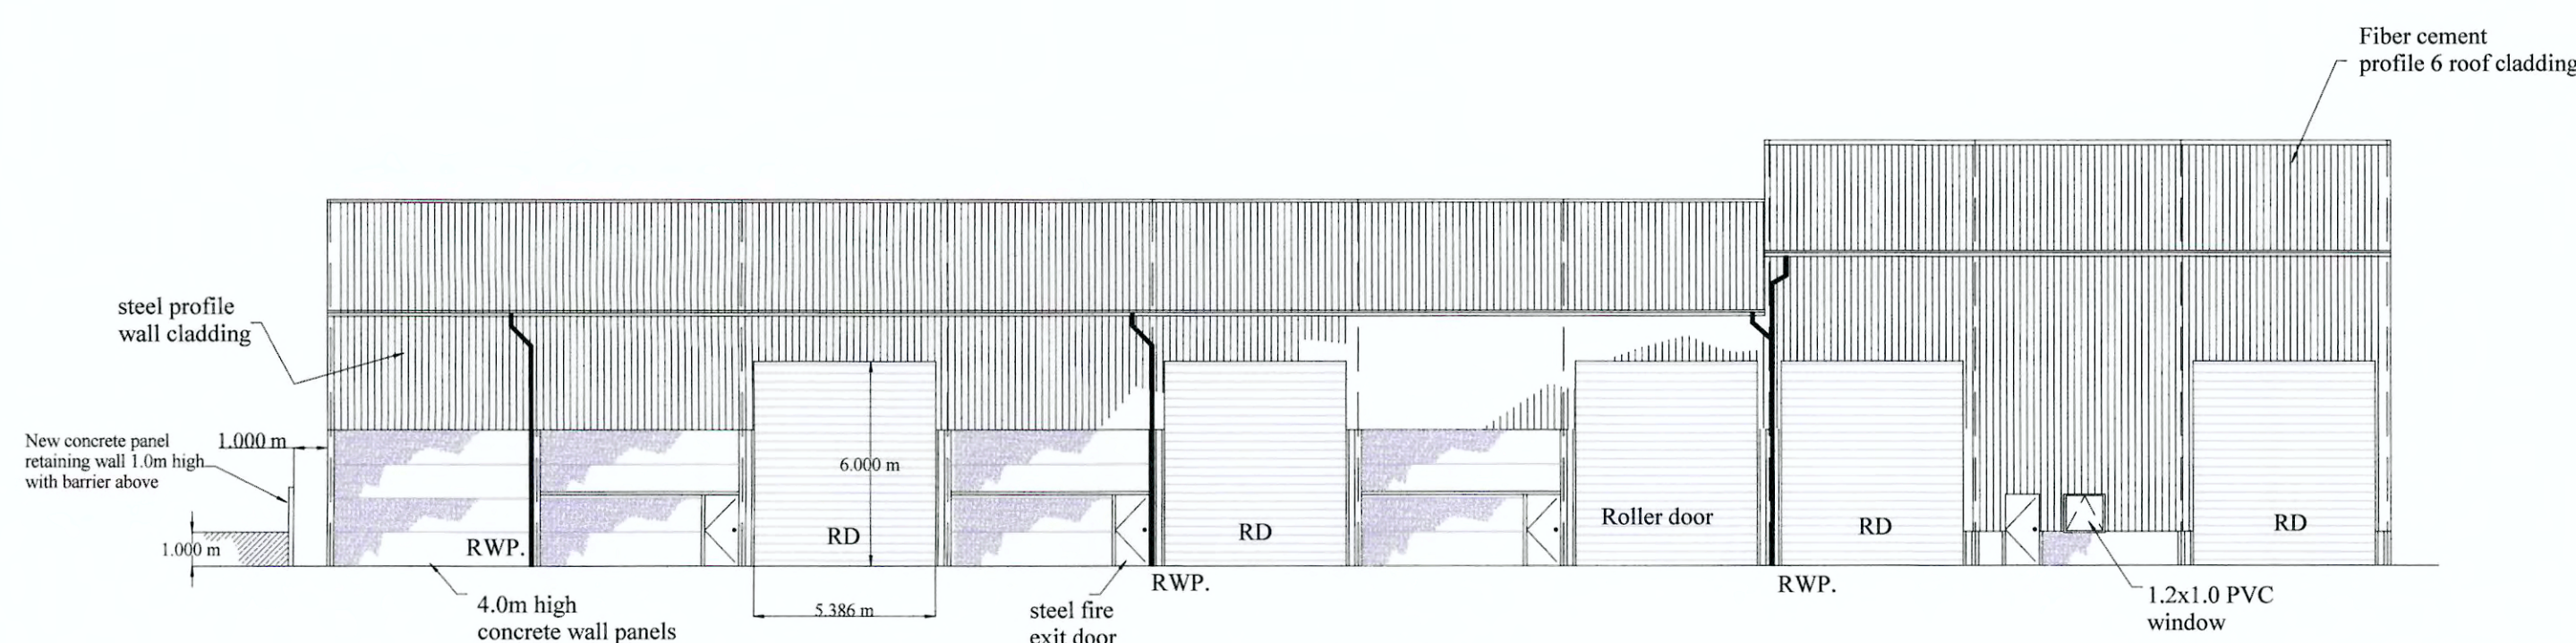 Fiber cement
profile 6 roof cladding
steel profile
wall cladding
New concrete panel
retaining wall 1.0m high
with barrier above
1.000 m
1.000 m
6.000 m
RWP.
RD
RD
Roller door
RD
RD
RWP.
RWP.
4.0m high
concrete wall panels
5.386 m
steel fire
exit door
1.2x1.0 PVC
window